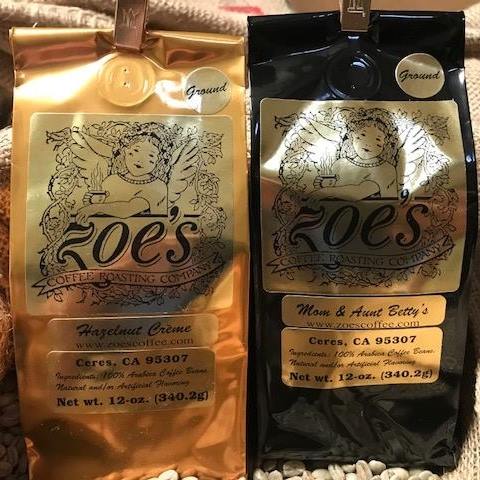 Ground
zoe's
COFFEE ROASTING COMPANY
Hazelnut Crème
www.zoescoffee.com
Ceres, CA 95307
Ingredients: 100% Arabica Coffee Beans,
Natural and/or Artificial Flavoring
Net wt. 12-oz. (340.2g)
Ground
zoe's
COFFEE ROASTING COMPANY
Mom & Aunt Betty's
www.zoescoffee.com
Ceres, CA 95307
Ingredients: 100% Arabica Coffee Beans,
Natural and/or Artificial Flavoring
Net wt. 12-oz. (340.2g)